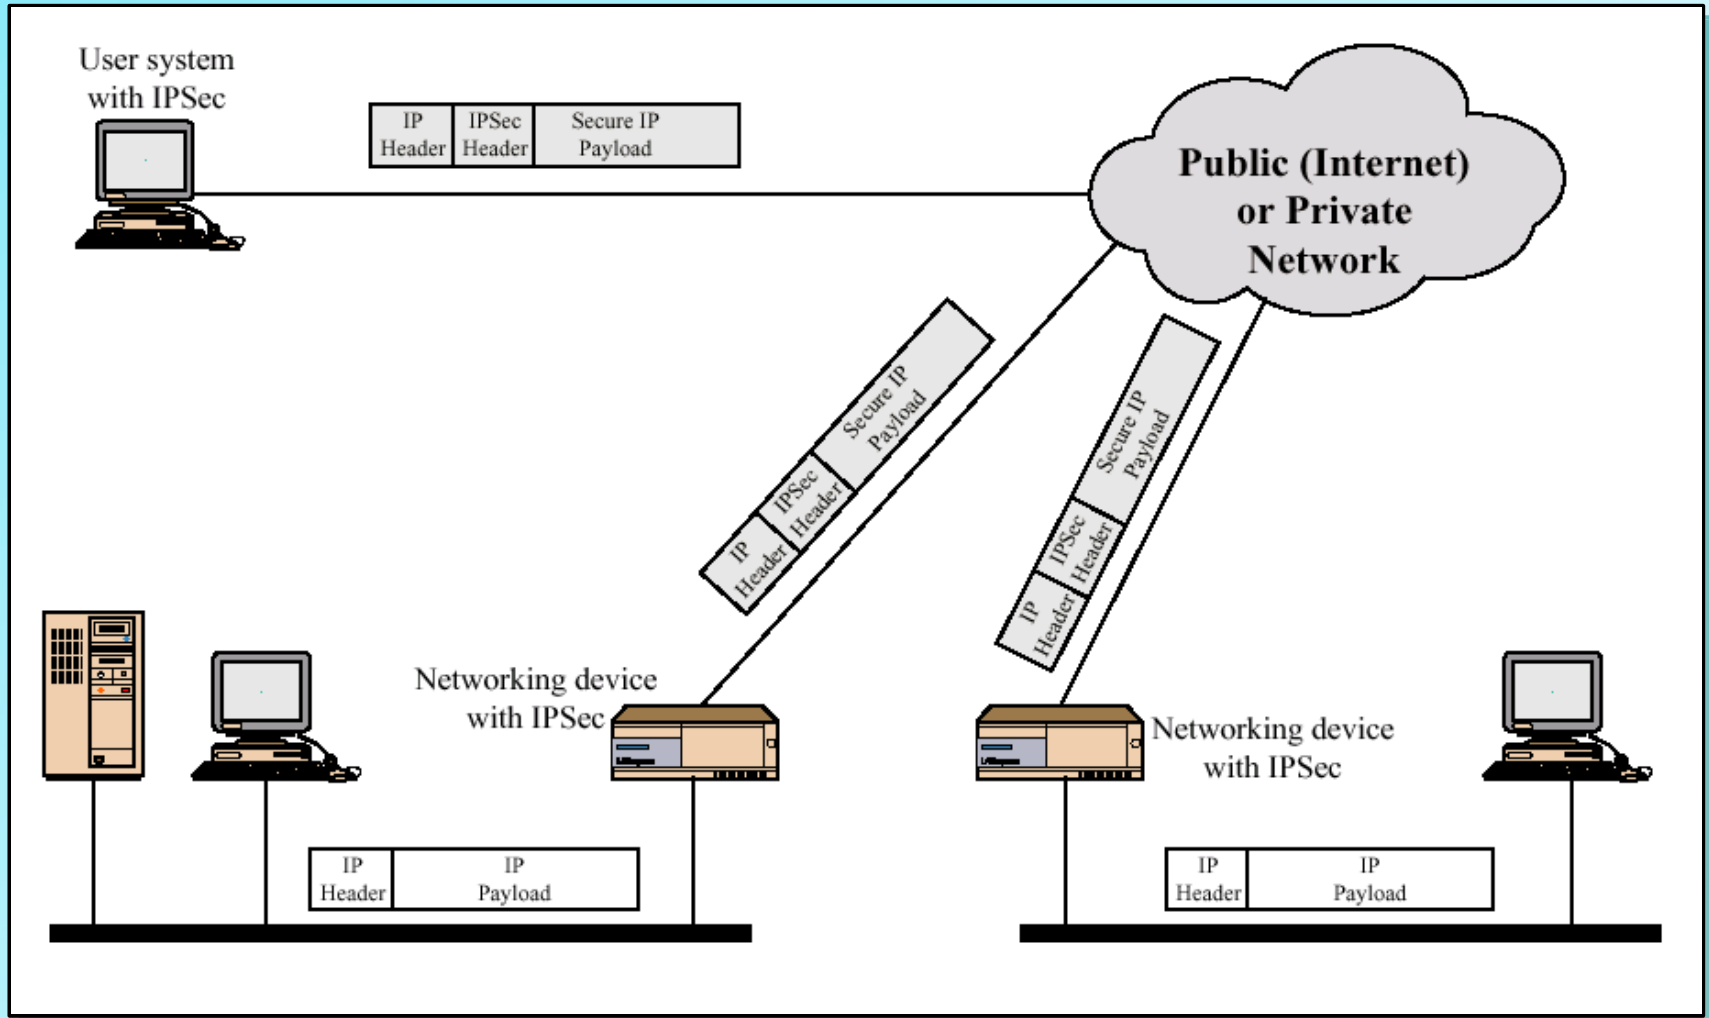 User system
with IPSec
IP
Header
IPSec
Header
Secure IP
Payload
Public (Internet)
or Private
Network
Secure IP
Payload
IPSec
Header
IP
Header
Secure IP
Payload
IPSec
Header
IP
Header
Networking device
with IPSec
Networking device
with IPSec
IP
Header
IP
Payload
IP
Header
IP
Payload